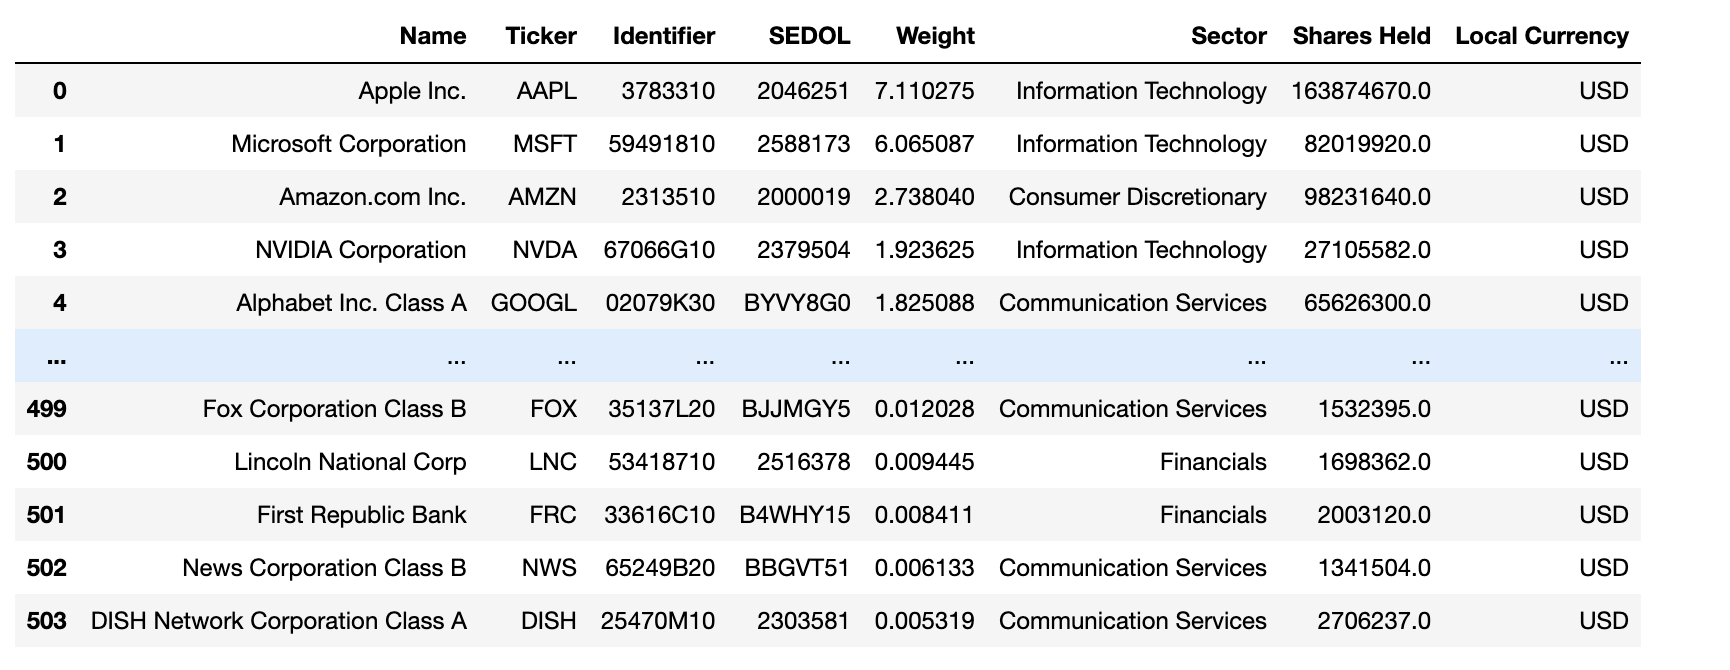 Name Ticker Identifier SEDOL Weight Sector Shares Held Local Currency
0 Apple Inc. AAPL 3783310 2046251 7.110275 Information Technology 163874670.0 USD
1 Microsoft Corporation MSFT 59491810 2588173 6.065087 Information Technology 82019920.0 USD
2 Amazon.com Inc. AMZN 2313510 2000019 2.738040 Consumer Discretionary 98231640.0 USD
3 NVIDIA Corporation NVDA 67066G10 2379504 1.923625 Information Technology 27105582.0 USD
4 Alphabet Inc. Class A GOOGL 02079K30 BYVY8G0 1.825088 Communication Services 65626300.0 USD
... ... ... ... ... ... ... ... ...
499 Fox Corporation Class B FOX 35137L20 BJJMGY5 0.012028 Communication Services 1532395.0 USD
500 Lincoln National Corp LNC 53418710 2516378 0.009445 Financials 1698362.0 USD
501 First Republic Bank FRC 33616C10 B4WHY15 0.008411 Financials 2003120.0 USD
502 News Corporation Class B NWS 65249B20 BBGVT51 0.006133 Communication Services 1341504.0 USD
503 DISH Network Corporation Class A DISH 25470M10 2303581 0.005319 Communication Services 2706237.0 USD